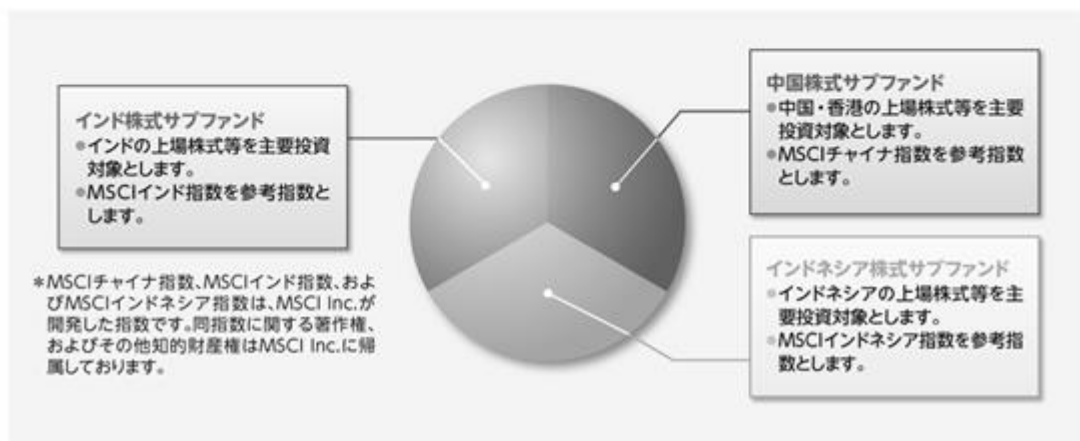 インド株式サブファンド
●インドの上場株式等を主要投資
対象とします。
●MSCIインド指数を参考指数と
します。
＊MSCIチャイナ指数、MSCIインド指数、およ
びMSCIインドネシア指数は、MSCI Inc.が
開発した指数です。同指数に関する著作権、
およびその他知的財産権はMSCI Inc.に帰
属しております。
中国株式サブファンド
●中国・香港の上場株式等を主要
投資対象とします。
●MSCIチャイナ指数を参考指数
とします。
インドネシア株式サブファンド
●インドネシアの上場株式等を主
要投資対象とします。
●MSCIインドネシア指数を参考指
数とします。